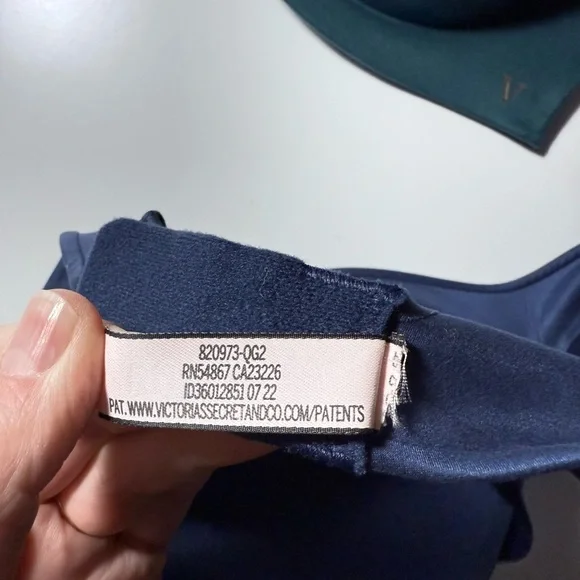 V
820973-QG2
RN54867 CA23226
ID36012851 07 22
PAT. WWW.VICTORIASSECRETANDCO.COM/PATENTS